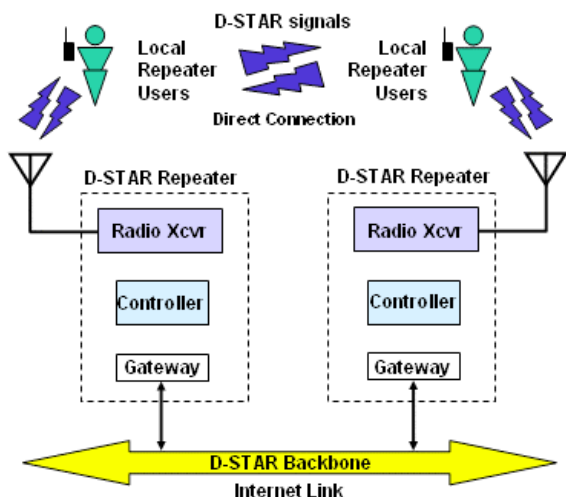 D-STAR signals
Local
Repeater
Users
Local
Repeater
Users
Direct Connection
D-STAR Repeater
D-STAR Repeater
Radio Xcvr
Radio Xcvr
Controller
Controller
Gateway
Gateway
D-STAR Backbone
Internet Link